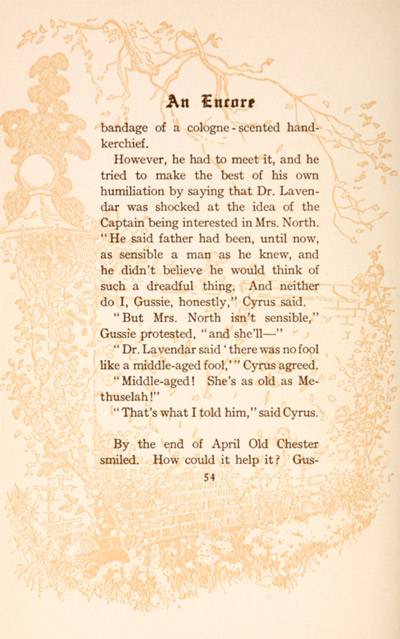 An Encore
bandage of a cologne-scented hand-
kerchief.
However, he had to meet it, and he
tried to make the best of his own
humiliation by saying that Dr. Laven-
dar was shocked at the idea of the
Captain being interested in Mrs. North.
“He said father had been, until now,
as sensible a man as he knew, and
he didn’t believe he would think of
such a dreadful thing. And neither
do I, Gussie, honestly,” Cyrus said.
“But Mrs. North isn’t sensible,”
Gussie protested, “and she’ll—”
“Dr. Lavendar said ‘there was no fool
like a middle-aged fool,’” Cyrus agreed.
“Middle-aged! She’s as old as Me-
thuselah!”
“That’s what I told him,” said Cyrus.
By the end of April Old Chester
smiled. How could it help it? Gus-
54